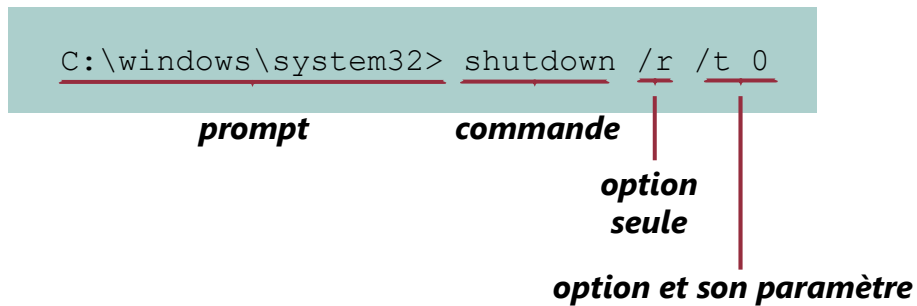 C:\windows\system32> shutdown /r /t 0
prompt
commande
option
seule
option et son paramètre